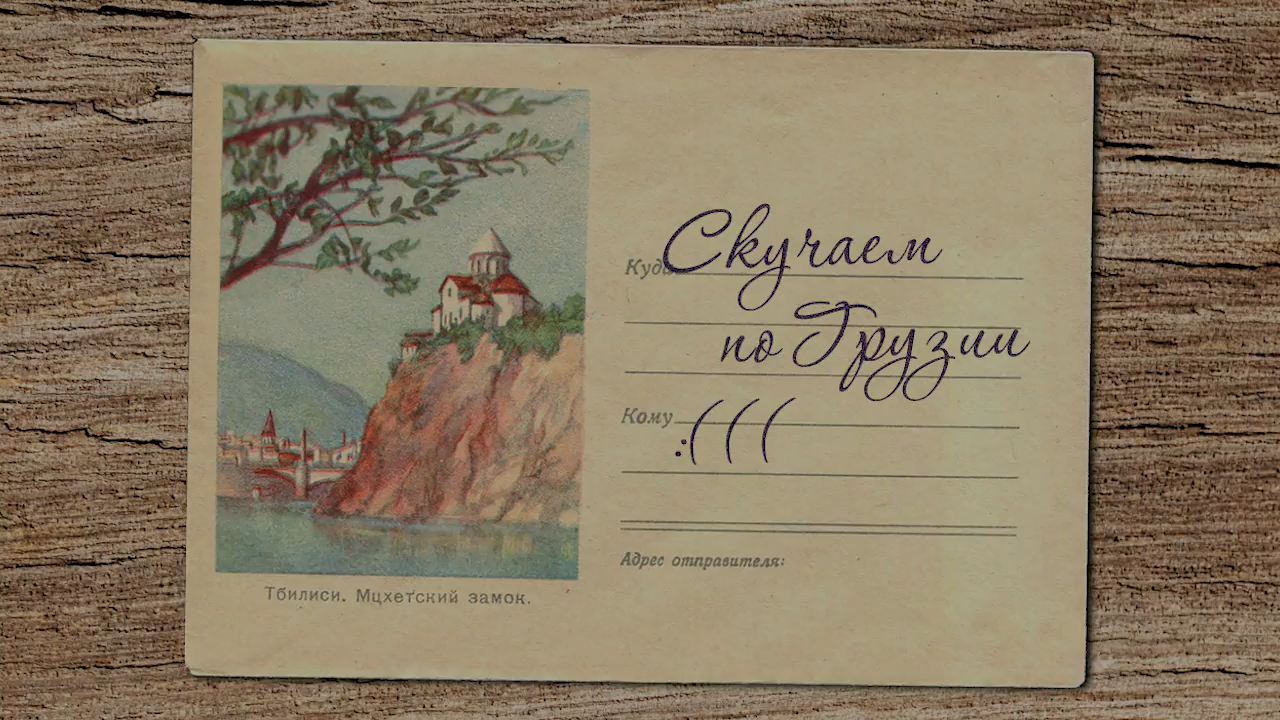 Скучаем
Куда
по Грузии
Кому
:(((
Адрес отправителя:
Тбилиси. Мцхетский замок.